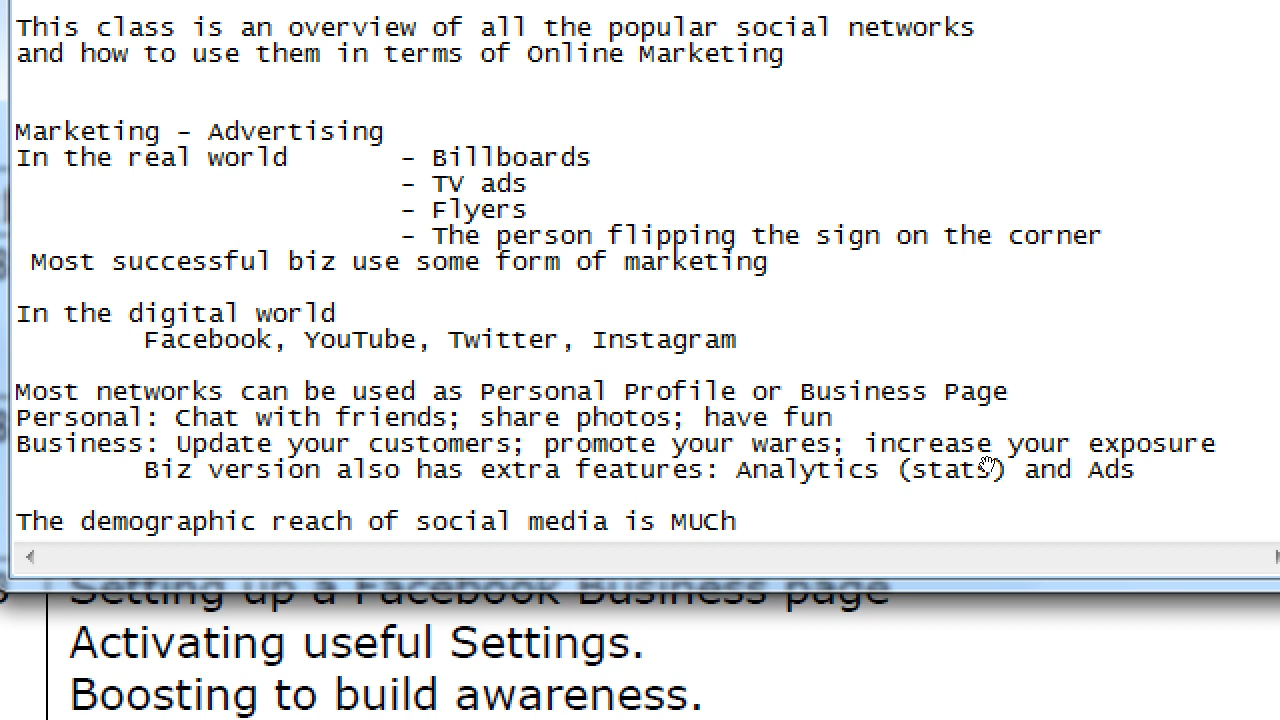 This class is an overview of all the popular social networks
and how to use them in terms of Online Marketing
Marketing - Advertising
In the real world - Billboards
- TV ads
- Flyers
- The person flipping the sign on the corner
Most successful biz use some form of marketing
In the digital world
Facebook, YouTube, Twitter, Instagram
Most networks can be used as Personal Profile or Business Page
Personal: Chat with friends; share photos; have fun
Business: Update your customers; promote your wares; increase your exposure
Biz version also has extra features: Analytics (stats) and Ads
The demographic reach of social media is MUCh
Setting up a Facebook Business page
Activating useful Settings.
Boosting to build awareness.